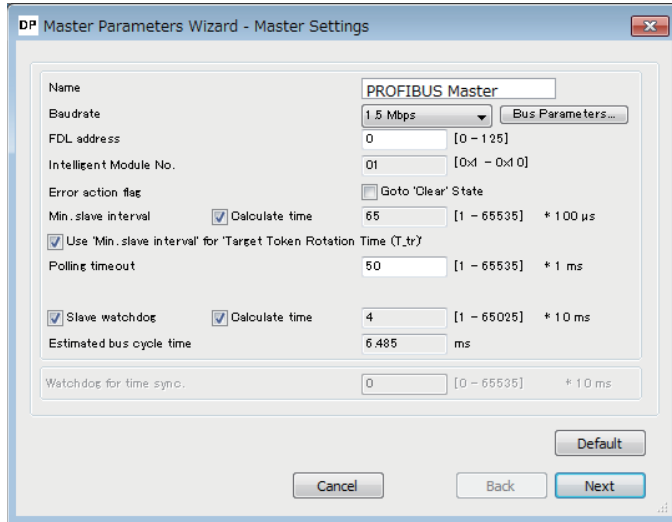 DP Master Parameters Wizard - Master Settings
Name PROFIBUS Master
Baudrate 1.5 Mbps Bus Parameters...
FDL address 0 [0 - 125]
Intelligent Module No. 01 [0x1 - 0x40]
Error action flag Goto 'Clear' State
Min. slave interval Calculate time 65 [1 - 65535] * 100 µs
Use 'Min. slave interval' for 'Target Token Rotation Time (T_tr)'
Polling timeout 50 [1 - 65535] * 1 ms
Slave watchdog Calculate time 4 [1 - 65025] * 10 ms
Estimated bus cycle time 6.485 ms
Watchdog for time sync. 0 [0 - 65535] * 10 ms
Default
Cancel Back Next